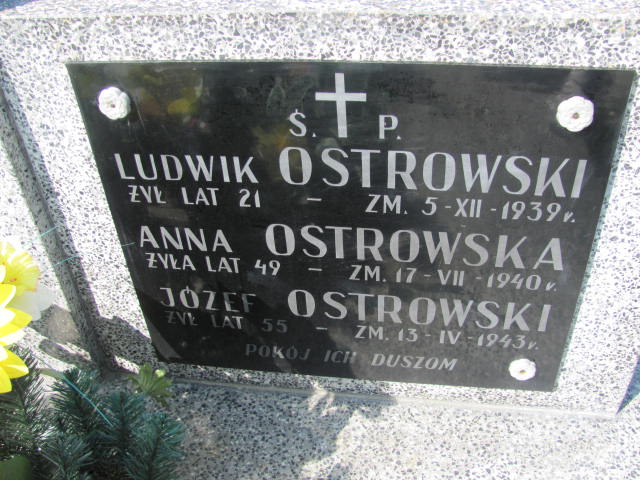 Ś. P.
LUDWIK OSTROWSKI
ŻYŁ LAT 21 – ZM. 5-XII-1939 r.
ANNA OSTROWSKA
ŻYŁA LAT 49 – ZM. 17-VII-1940 r.
JÓZEF OSTROWSKI
ŻYŁ LAT 55 – ZM. 13-IV-1943 r.
POKÓJ ICH DUSZOM